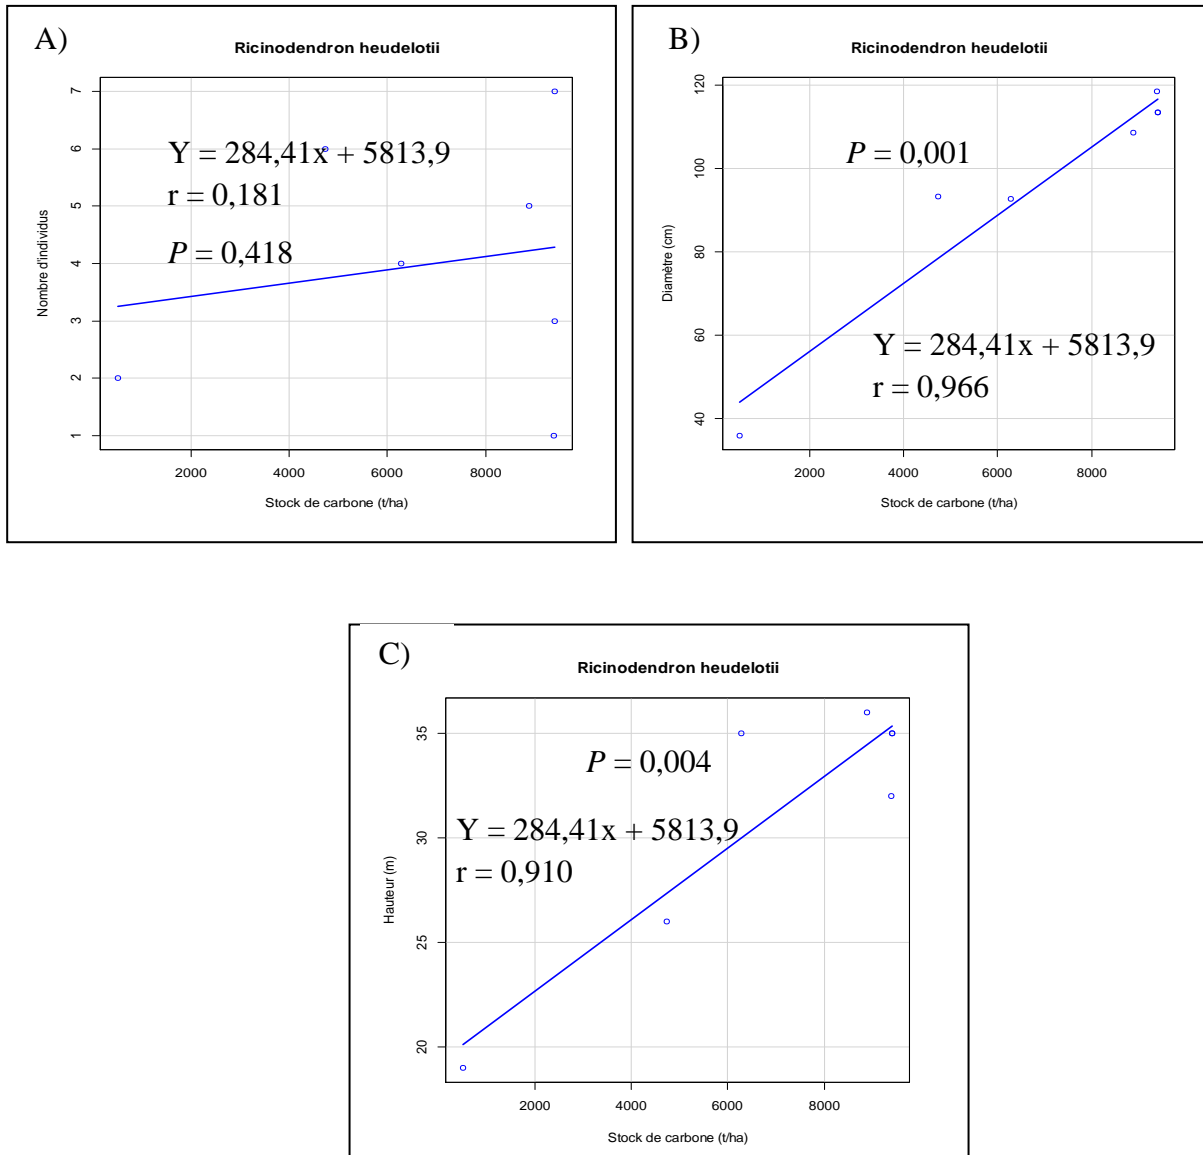 A)
Ricinodendron heudelotii
7
6
5
4
3
2
1
Nombre d'individus
Y = 284,41x + 5813,9
r = 0,181
P = 0,418
2000 4000 6000 8000
Stock de carbone (t/ha)
B)
Ricinodendron heudelotii
120
100
80
60
40
Diamètre (cm)
P = 0,001
Y = 284,41x + 5813,9
r = 0,966
2000 4000 6000 8000
Stock de carbone (t/ha)
C)
Ricinodendron heudelotii
35
30
25
20
Hauteur (m)
P = 0,004
Y = 284,41x + 5813,9
r = 0,910
2000 4000 6000 8000
Stock de carbone (t/ha)